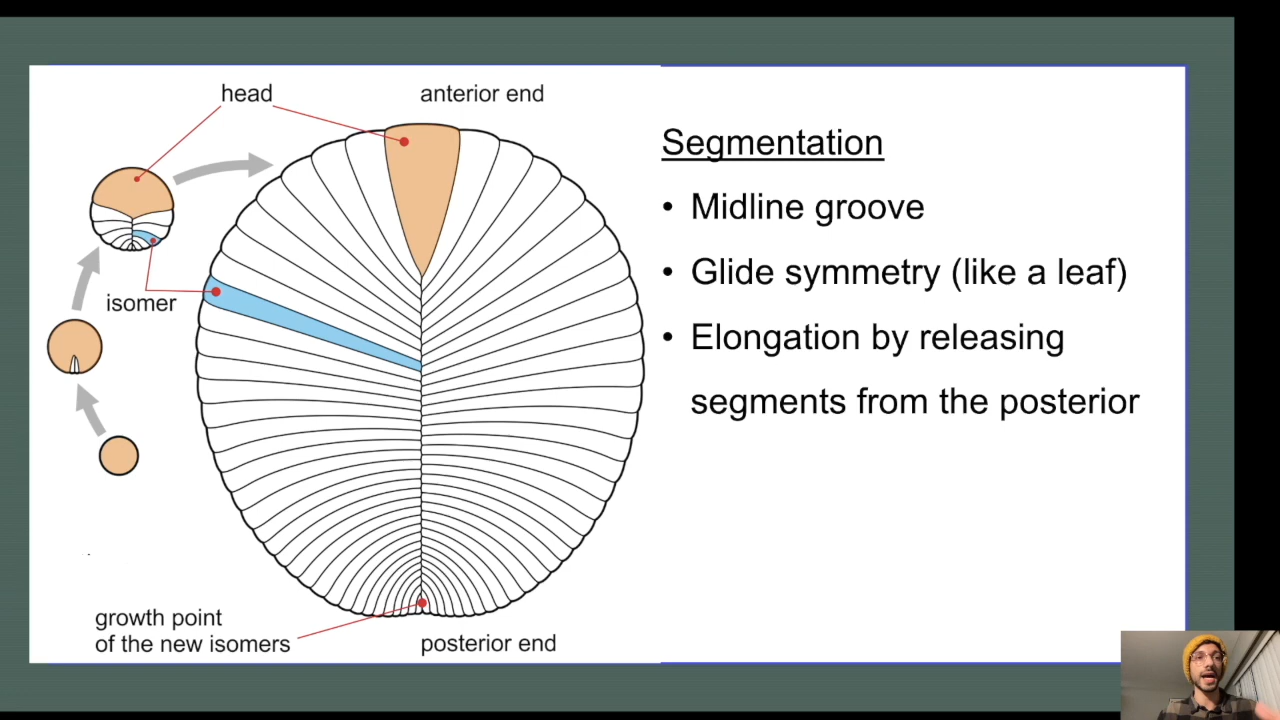 head
anterior end
isomer
growth point
of the new isomers
posterior end
Segmentation
• Midline groove
• Glide symmetry (like a leaf)
• Elongation by releasing
segments from the posterior